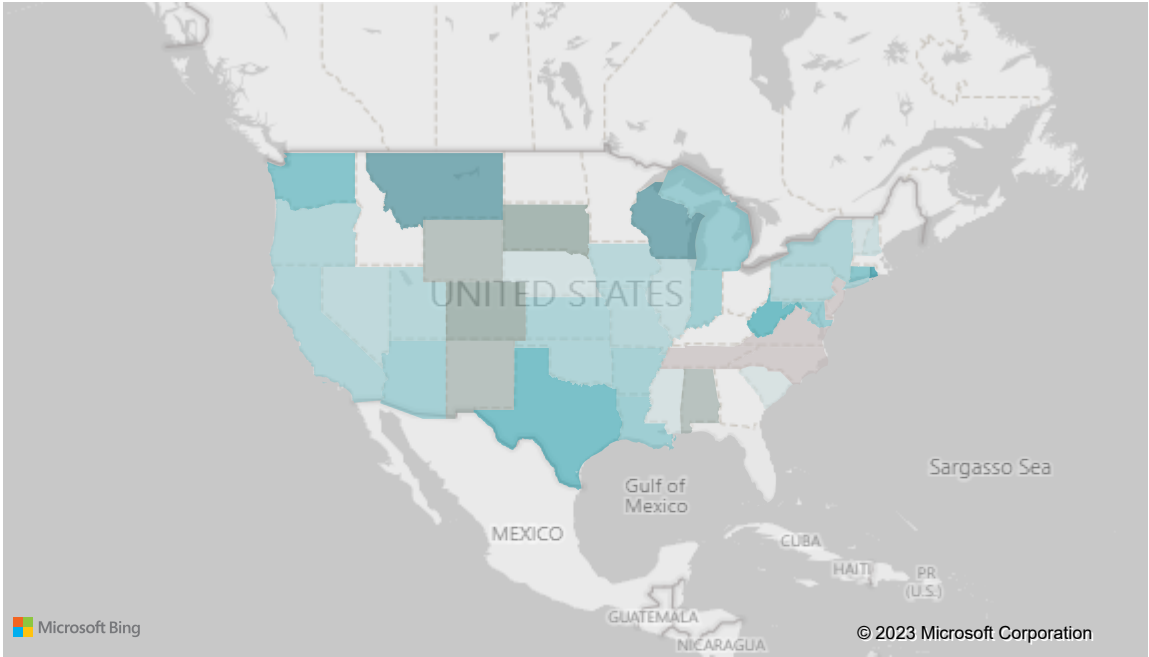 UNITED STATES
Sargasso Sea
Gulf of
Mexico
MEXICO
CUBA
HAITI
PR
(U.S.)
GUATEMALA
NICARAGUA
Microsoft Bing
© 2023 Microsoft Corporation